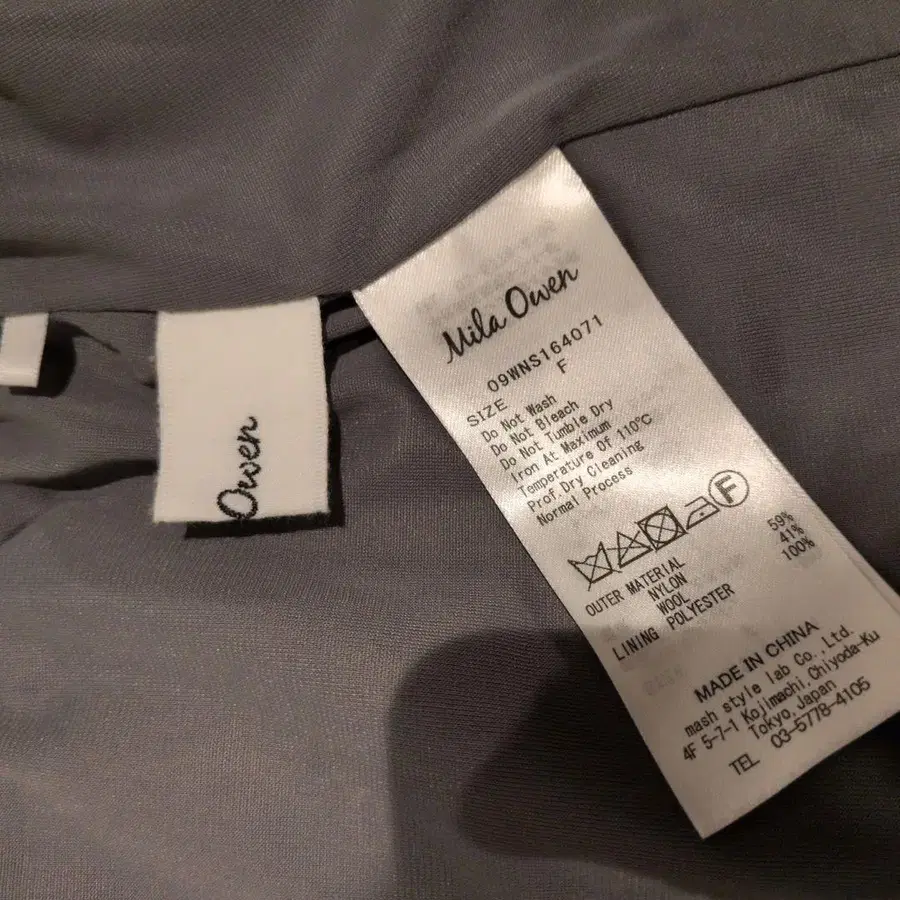 Owen
Mila Owen
09WNS164071
SIZE F
Do Not Wash
Do Not Bleach
Do Not Tumble Dry
Iron At Maximum
Temperature Of 110℃
Prof. Dry Cleaning
Normal Process
F
OUTER MATERIAL
NYLON 59%
WOOL 41%
LINING POLYESTER 100%
MADE IN CHINA
mash style lab Co.,Ltd.
4F 5-7-1 Kojimachi,Chiyoda-Ku
Tokyo,Japan
TEL 03-5778-4105